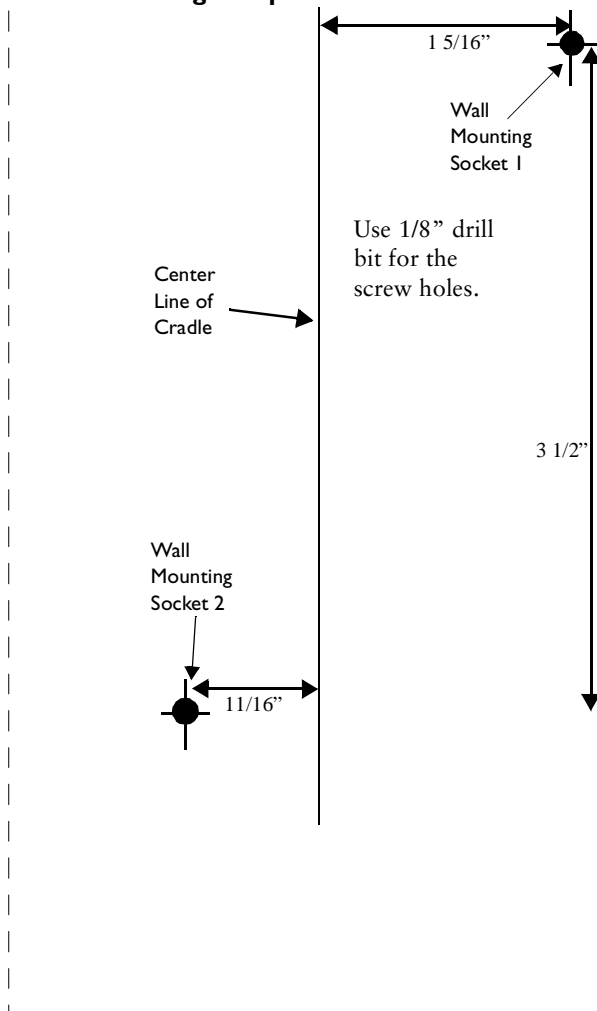 1 5/16”
Wall
Mounting
Socket 1
Use 1/8” drill
bit for the
screw holes.
Center
Line of
Cradle
3 1/2”
Wall
Mounting
Socket 2
11/16”